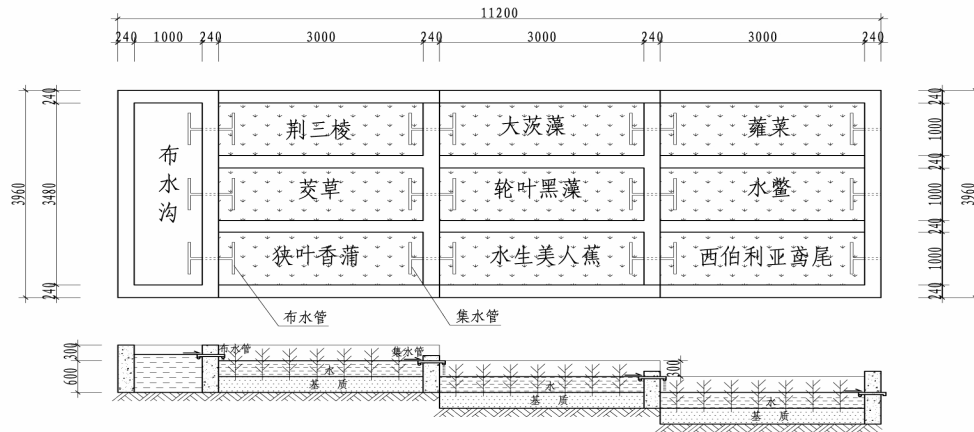 11200
240 1000 240 3000 240 3000 240 3000 240
240 荆三棱 大茨藻 雍菜 240
1000
240
3960 3480 布水沟 茭草 轮叶黑藻 水鳖 1000 3960
240
狭叶香蒲 水生美人蕉 西伯利亚鸢尾 1000
240 240
布水管 集水管
300 布水管 集水管
600 水 300
基质 水
基质 水
基质